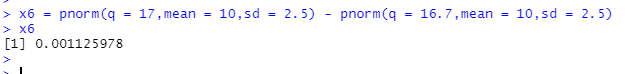 > x6 = pnorm(q = 17,mean = 10,sd = 2.5) - pnorm(q = 16.7,mean = 10,sd = 2.5)
> x6
[1] 0.001125978
>
>